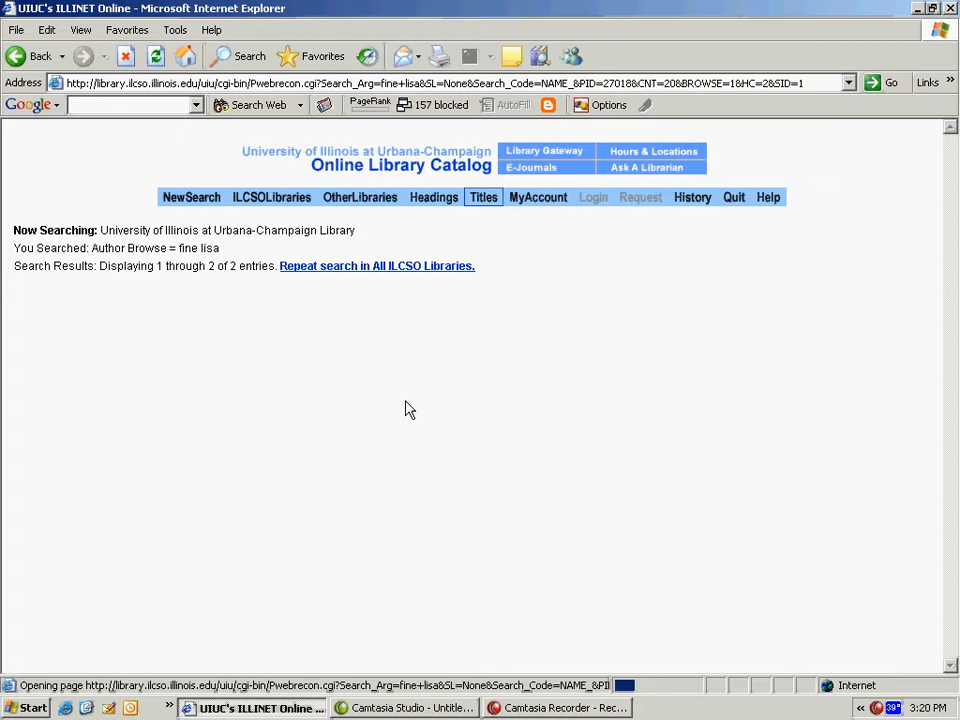 UIUC's ILLINET Online - Microsoft Internet Explorer
File Edit View Favorites Tools Help
Back Search Favorites
Address http://library.ilcso.illinois.edu/uiu/cgi-bin/Pwebrecon.cgi?Search_Arg=fine+lisa&SL=None&Search_Code=NAME_&PID=27018&CNT=20&BROWSE=1&HC=2&SID=1 Go Links »
Google Search Web PageRank 157 blocked AutoFill Options
University of Illinois at Urbana-Champaign
Online Library Catalog
Library Gateway Hours & Locations
E-Journals Ask A Librarian
NewSearch ILCSOLibraries OtherLibraries Headings Titles MyAccount Login Request History Quit Help
Now Searching: University of Illinois at Urbana-Champaign Library
You Searched: Author Browse = fine lisa
Search Results: Displaying 1 through 2 of 2 entries. Repeat search in All ILCSO Libraries.
Opening page http://library.ilcso.illinois.edu/uiu/cgi-bin/Pwebrecon.cgi?Search_Arg=fine+lisa&SL=None&Search_Code=NAME_&PI Internet
Start » UIUC's ILLINET Online ... Camtasia Studio - Untitle... Camtasia Recorder - Rec... « 39° 3:20 PM